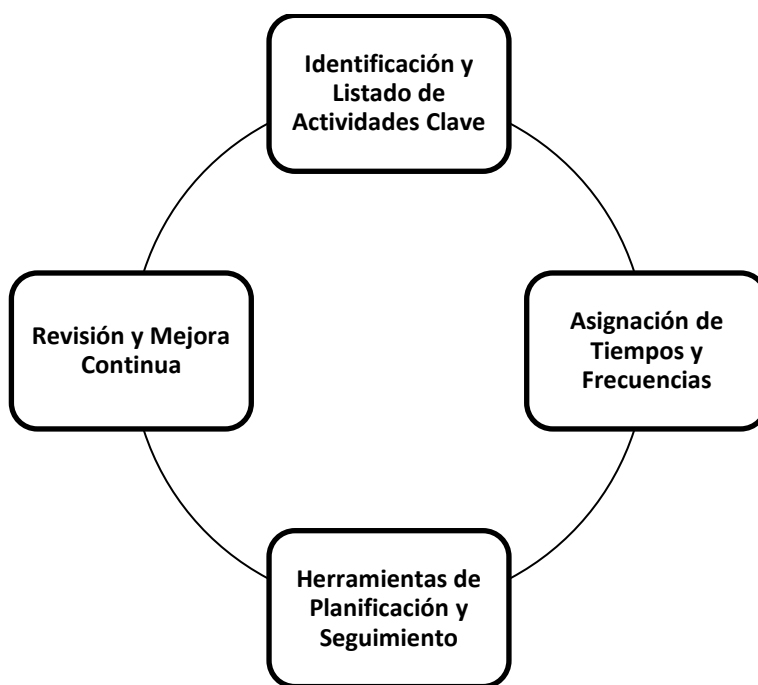 Identificación y
Listado de
Actividades Clave
Asignación de
Tiempos y
Frecuencias
Herramientas de
Planificación y
Seguimiento
Revisión y Mejora
Continua